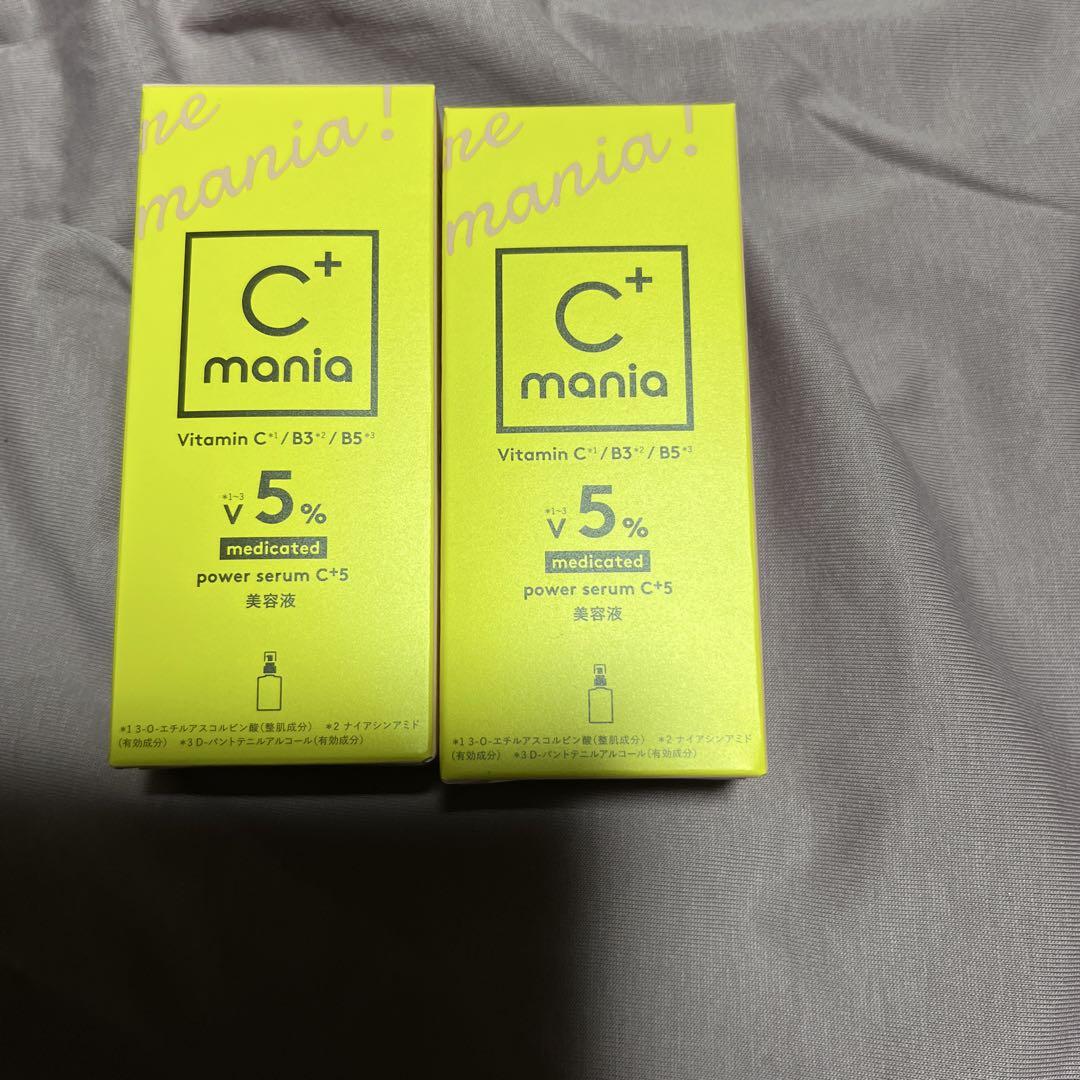 ne
mania!
C+
mania
Vitamin C*1/B3*2/B5*3
*1~3
V 5%
medicated
power serum C+5
美容液
*1 3-O-エチルアスコルビン酸(整肌成分) *2 ナイアシンアミド
(有効成分) *3 D-パントテニルアルコール(有効成分)
ne
mania!
C+
mania
Vitamin C*1/B3*2/B5*3
*1~3
V 5%
medicated
power serum C+5
美容液
*1 3-O-エチルアスコルビン酸(整肌成分) *2 ナイアシンアミド
(有効成分) *3 D-パントテニルアルコール(有効成分)